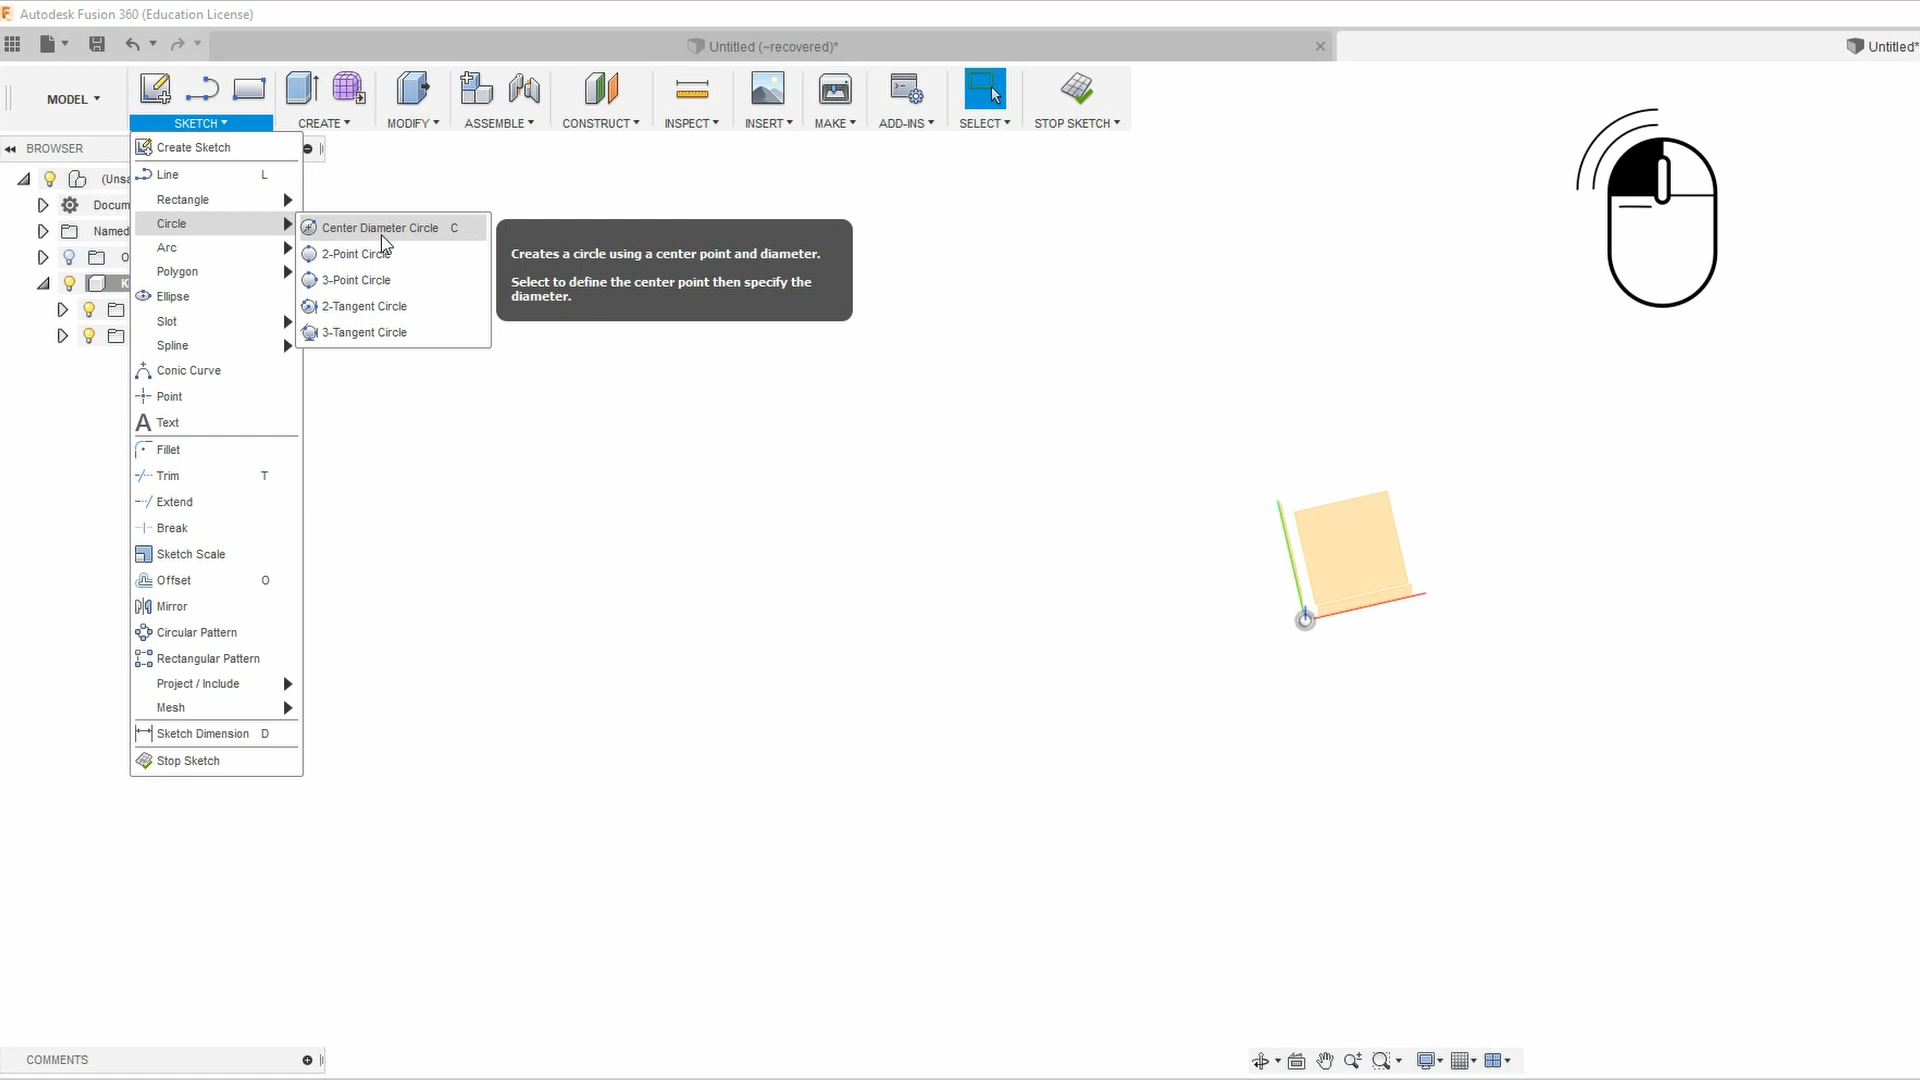 Autodesk Fusion 360 (Education License)
Untitled (~recovered)*
Untitled*
MODEL
SKETCH
CREATE
MODIFY
ASSEMBLE
CONSTRUCT
INSPECT
INSERT
MAKE
ADD-INS
SELECT
STOP SKETCH
BROWSER
(Unsa
Docum
Named
O
K
Create Sketch
Line L
Rectangle
Circle
Arc
Polygon
Ellipse
Slot
Spline
Conic Curve
Point
Text
Fillet
Trim T
Extend
Break
Sketch Scale
Offset O
Mirror
Circular Pattern
Rectangular Pattern
Project / Include
Mesh
Sketch Dimension D
Stop Sketch
Center Diameter Circle C
2-Point Circle
3-Point Circle
2-Tangent Circle
3-Tangent Circle
Creates a circle using a center point and diameter.
Select to define the center point then specify the
diameter.
COMMENTS